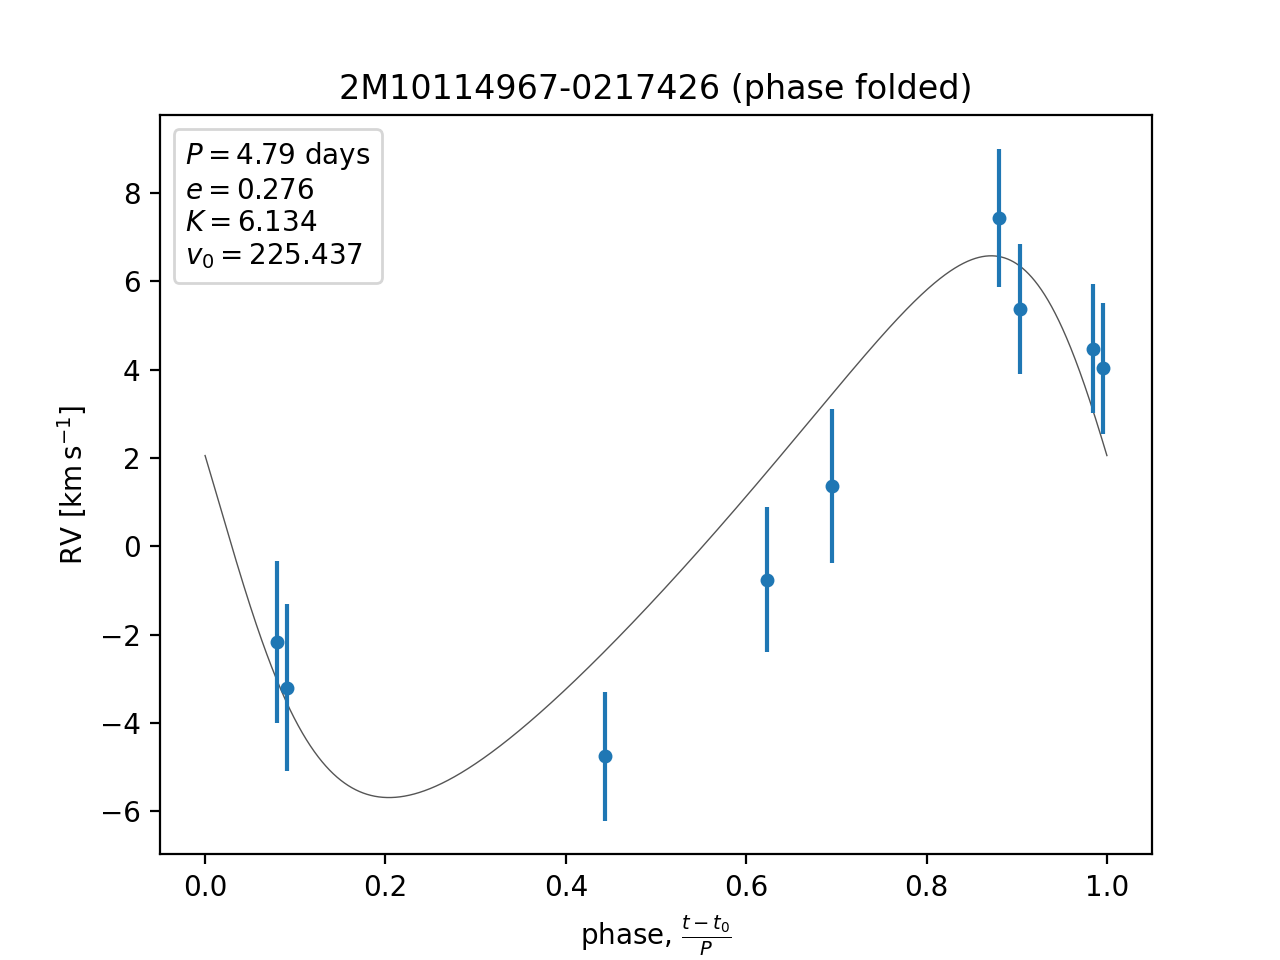 2M10114967-0217426 (phase folded)
P = 4.79 days
e = 0.276
K = 6.134
v₀ = 225.437
8
6
4
2
0
−2
−4
−6
RV [km s⁻¹]
0.0 0.2 0.4 0.6 0.8 1.0
phase, (t − t₀)/P